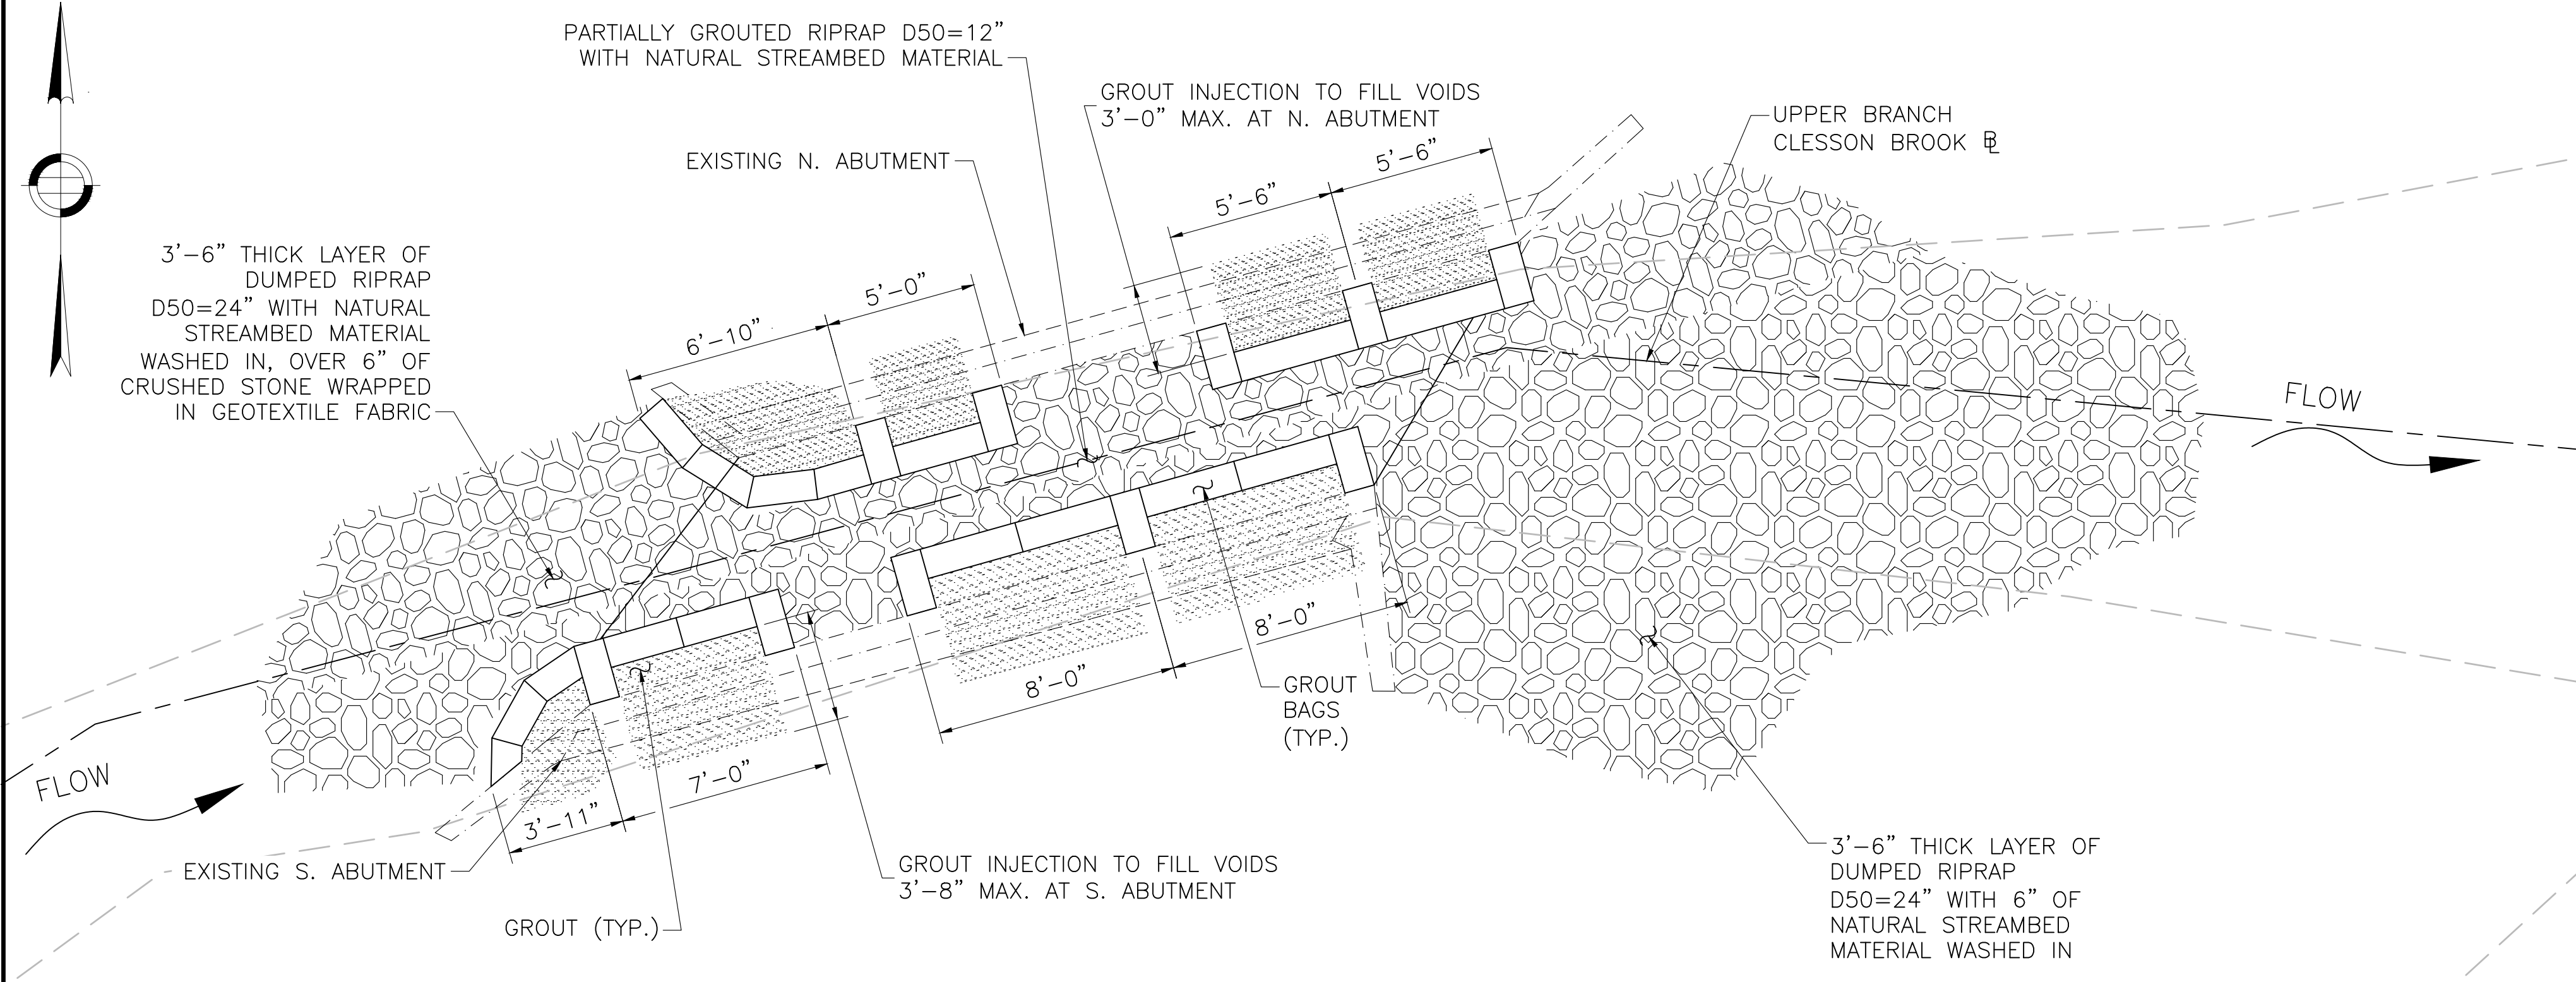 PARTIALLY GROUTED RIPRAP D50=12”
WITH NATURAL STREAMBED MATERIAL
GROUT INJECTION TO FILL VOIDS
3’-0” MAX. AT N. ABUTMENT
UPPER BRANCH
CLESSON BROOK ℄
EXISTING N. ABUTMENT
5’-6”
5’-6”
3’-6” THICK LAYER OF
DUMPED RIPRAP
D50=24” WITH NATURAL
STREAMBED MATERIAL
WASHED IN, OVER 6” OF
CRUSHED STONE WRAPPED
IN GEOTEXTILE FABRIC
6’-10”
5’-0”
FLOW
FLOW
8’-0”
8’-0”
GROUT
BAGS
(TYP.)
7’-0”
3’-11”
EXISTING S. ABUTMENT
GROUT (TYP.)
GROUT INJECTION TO FILL VOIDS
3’-8” MAX. AT S. ABUTMENT
3’-6” THICK LAYER OF
DUMPED RIPRAP
D50=24” WITH 6” OF
NATURAL STREAMBED
MATERIAL WASHED IN